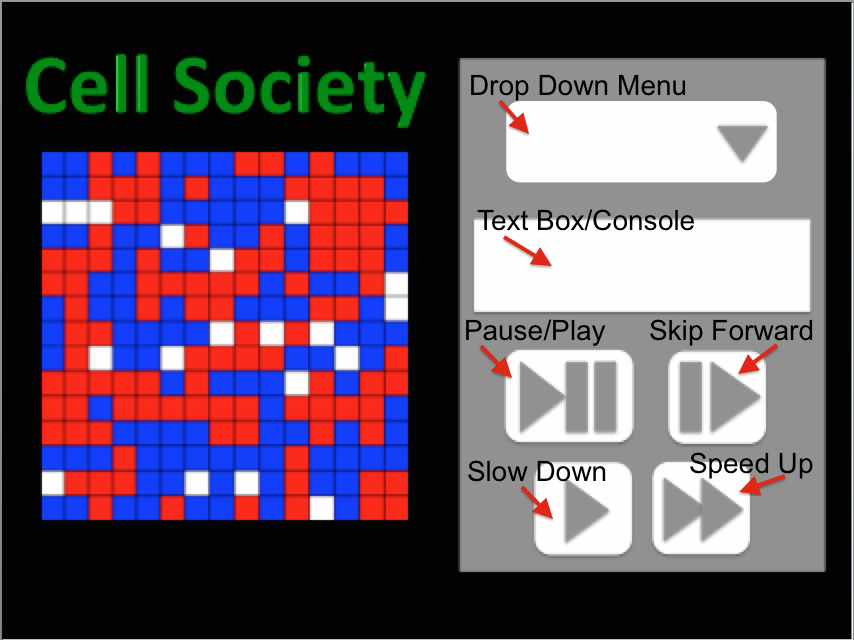 Cell Society
Drop Down Menu
Text Box/Console
Pause/Play
Skip Forward
Slow Down
Speed Up